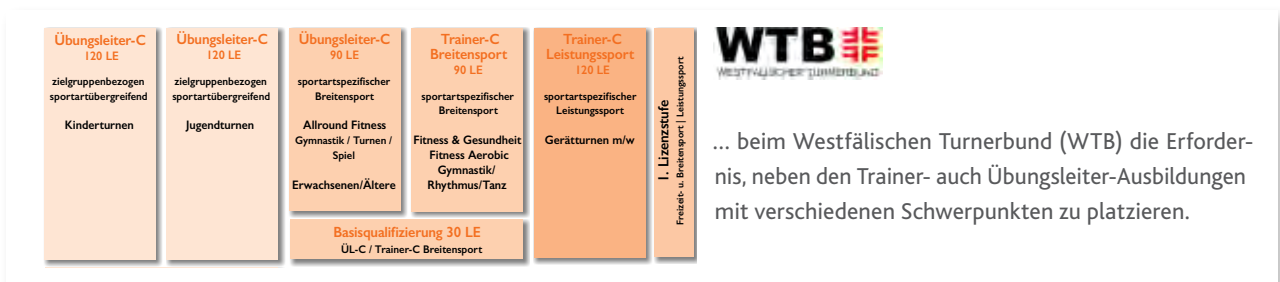 Übungsleiter-C
120 LE
zielgruppenbezogen
sportartübergreifend
Kinderturnen
Übungsleiter-C
120 LE
zielgruppenbezogen
sportartübergreifend
Jugendturnen
Übungsleiter-C
90 LE
sportartspezifischer
Breitensport
Allround Fitness
Gymnastik / Turnen /
Spiel
Erwachsenen/Ältere
Trainer-C
Breitensport
90 LE
sportartspezifischer
Breitensport
Fitness & Gesundheit
Fitness Aerobic
Gymnastik/
Rhythmus/Tanz
Basisqualifizierung 30 LE
ÜL-C / Trainer-C Breitensport
Trainer-C
Leistungssport
120 LE
sportartspezifischer
Leistungssport
Gerätturnen m/w
I. Lizenzstufe
Freizeit- u. Breitensport | Leistungssport
WTB
WESTFÄLISCHER TURNERBUND
... beim Westfälischen Turnerbund (WTB) die Erforder-
nis, neben den Trainer- auch Übungsleiter-Ausbildungen
mit verschiedenen Schwerpunkten zu platzieren.